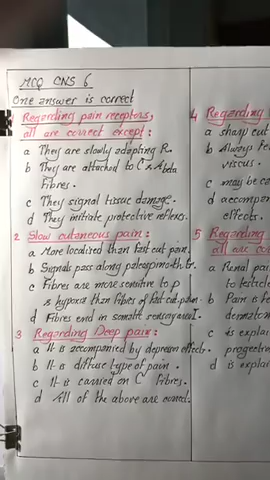 MCQ CNS 6
One answer is correct
Regarding pain receptors,
all are correct except:
a They are slowly adapting R.
b They are attached to C & A delta
Fibres.
c They signal tissue damage.
d They initiate protective reflexes.
2 Slow cutaneous pain:
a More localized than fast cut. pain.
b Signals pass along paleospinoth. tr.
c Fibres are more sensitive to p
& hypoxia than fibres of fast cut. pain.
d Fibres end in somatic sensory area I.
3 Regarding Deep pain:
a It is accompanied by depressor effects.
b It is diffuse type of pain.
c It is carried on C fibres.
d All of the above are correct.
4 Regarding
a sharp cut
b Always
viscus.
c may be
d accompan
effects.
5 Regarding
all are
a Renal pai
to testicle
b Pain is
dermatom
c is explai
d is explai